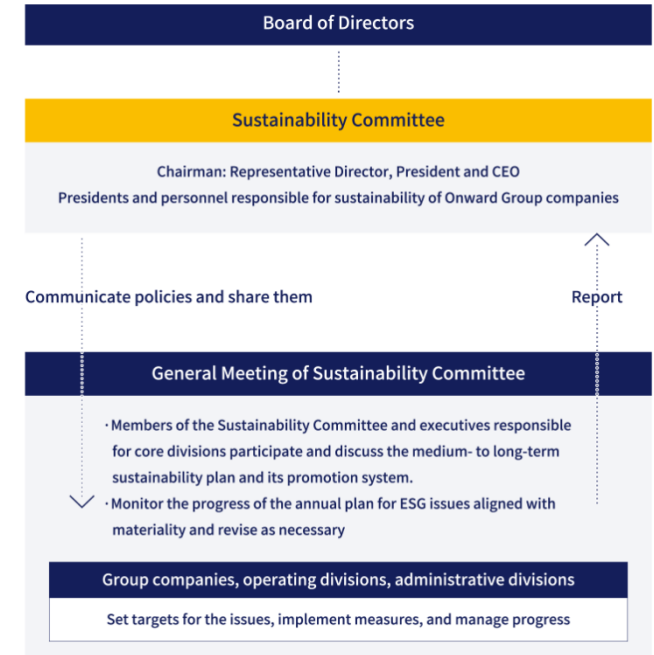 Board of Directors
Sustainability Committee
Chairman: Representative Director, President and CEO
Presidents and personnel responsible for sustainability of Onward Group companies
Communicate policies and share them
Report
General Meeting of Sustainability Committee
・Members of the Sustainability Committee and executives responsible
for core divisions participate and discuss the medium- to long-term
sustainability plan and its promotion system.
・Monitor the progress of the annual plan for ESG issues aligned with
materiality and revise as necessary
Group companies, operating divisions, administrative divisions
Set targets for the issues, implement measures, and manage progress